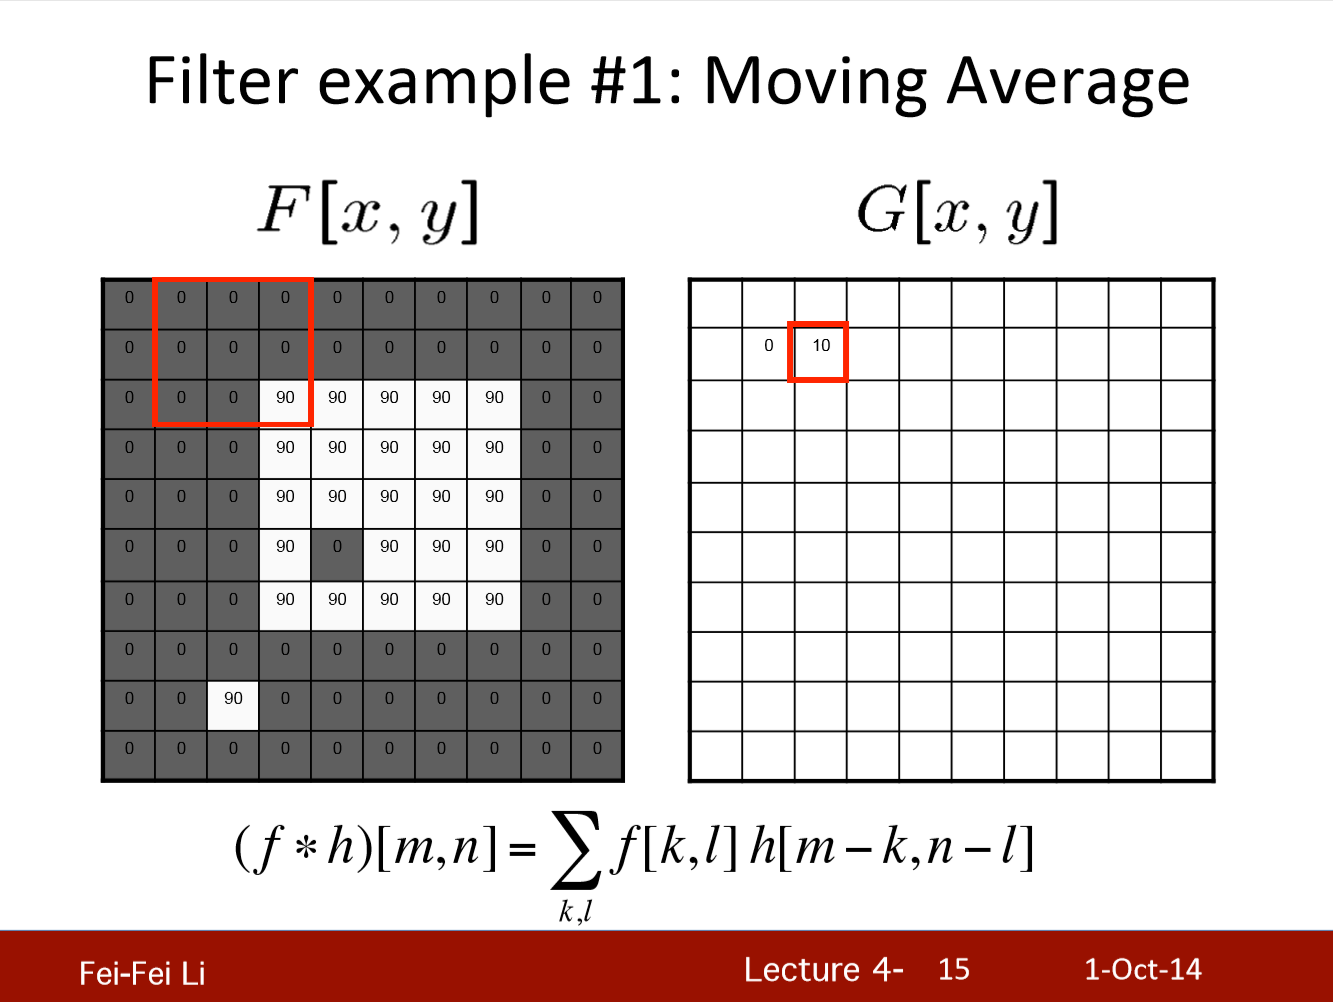 Filter example #1: Moving Average
F[x, y] G[x, y]
0 0 0 0 0 0 0 0 0 0
0 0 0 0 0 0 0 0 0 0
0 10
0 0 0 90 90 90 90 90 0 0
0 0 0 90 90 90 90 90 0 0
0 0 0 90 90 90 90 90 0 0
0 0 0 90 0 90 90 90 0 0
0 0 0 90 90 90 90 90 0 0
0 0 0 0 0 0 0 0 0 0
0 0 90 0 0 0 0 0 0 0
0 0 0 0 0 0 0 0 0 0
(f * h)[m,n] = ∑ f[k,l] h[m − k,n − l]
k,l
Fei-Fei Li Lecture 4- 15 1-Oct-14